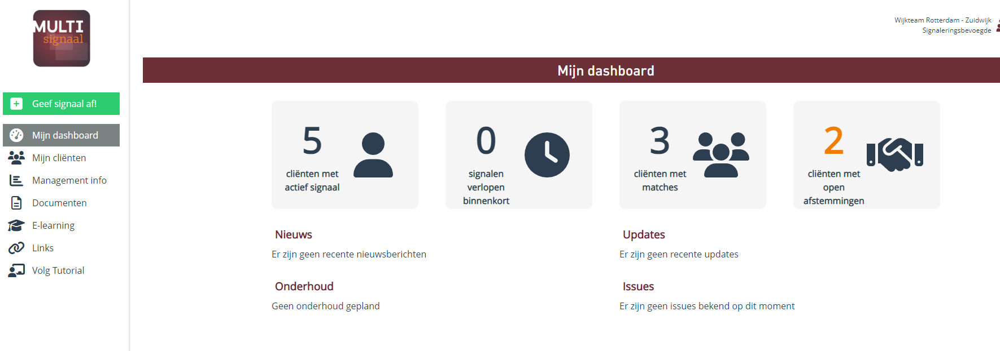 MULTI
signaal
Wijkteam Rotterdam - Zuidwijk
Signaleringsbevoegde
Mijn dashboard
Geef signaal af!
Mijn dashboard
Mijn cliënten
Management info
Documenten
E-learning
Links
Volg Tutorial
5
cliënten met
actief signaal
0
signalen
verlopen
binnenkort
3
cliënten met
matches
2
cliënten met
open
afstemmingen
Nieuws
Er zijn geen recente nieuwsberichten
Updates
Er zijn geen recente updates
Onderhoud
Geen onderhoud gepland
Issues
Er zijn geen issues bekend op dit moment